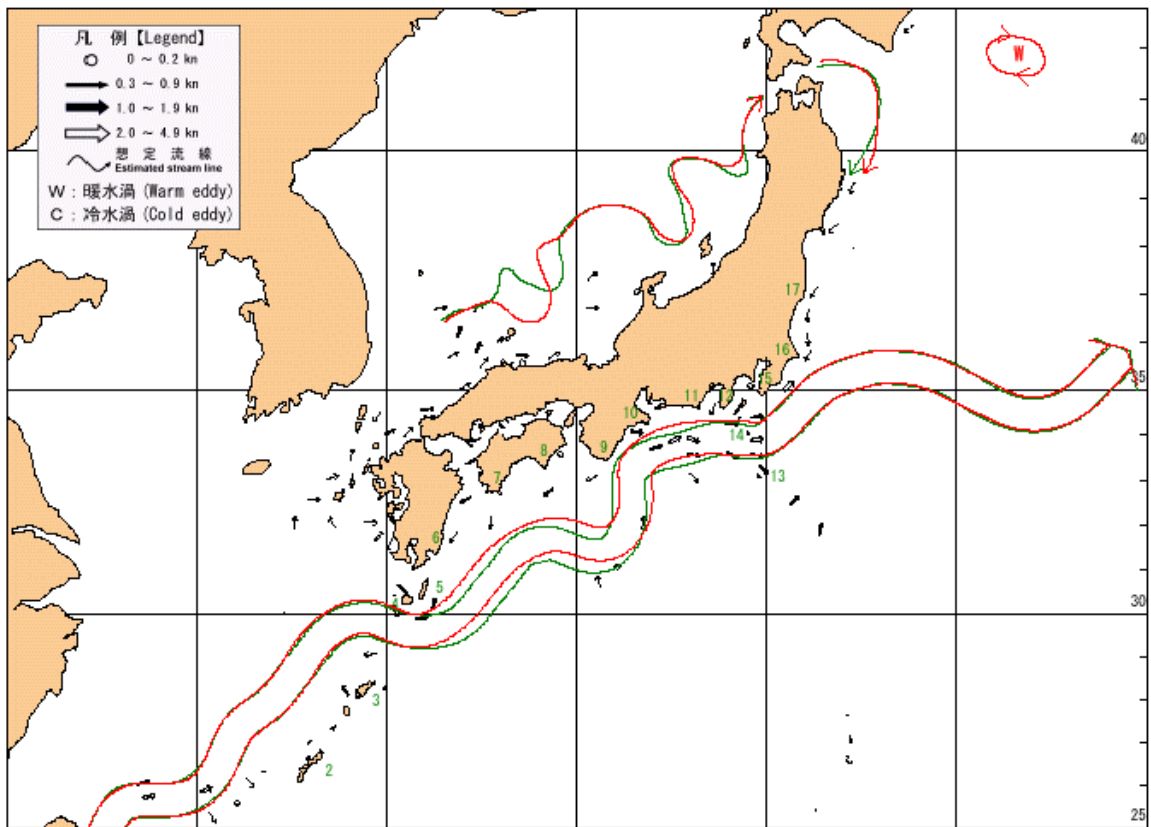 凡 例【Legend】
0 ～ 0.2 kn
0.3 ～ 0.9 kn
1.0 ～ 1.9 kn
2.0 ～ 4.9 kn
想 定 流 線
Estimated stream line
W : 暖水渦 (Warm eddy)
C : 冷水渦 (Cold eddy)
W
40
17
16
35
15
11
12
10
14
9
8
13
7
6
5
4
30
3
2
25